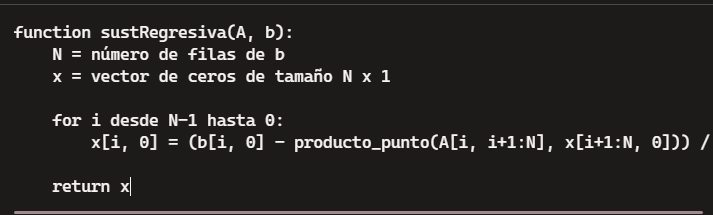 function sustRegresiva(A, b):
    N = número de filas de b
    x = vector de ceros de tamaño N x 1
    for i desde N-1 hasta 0:
        x[i, 0] = (b[i, 0] - producto_punto(A[i, i+1:N], x[i+1:N, 0])) /
    return x